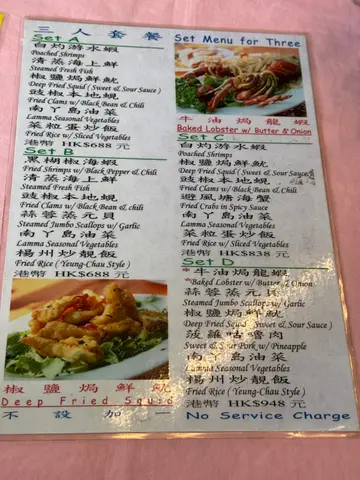 三人套餐 Set Menu for Three
Set A
白灼游水蝦
Poached Shrimps
清蒸海上鮮
Steamed Fresh Fish
椒鹽焗鮮魷
Deep Fried Squid ( Sweet & Sour Sauce )
豉椒本地蜆
Fried Clams w/ Black Bean & Chili
南丫島油菜
Lamma Seasonal Vegetables
菜粒蛋炒飯
Fried Rice w/ Sliced Vegetables
港幣 HK$688 元
Set B
黑椒海蝦
Fried Shrimps w/ Black Pepper & Chili
清蒸海上鮮
Steamed Fresh Fish
豉椒本地蜆
Fried Clams w/ Black Bean & Chili
蒜蓉蒸元貝
Steamed Jumbo Scallops w/ Garlic
南丫島油菜
Lamma Seasonal Vegetables
楊州炒靚飯
Fried Rice ( Yeung-Chau Style )
港幣 HK$688 元
椒鹽焗鮮魷
Deep Fried Squid
牛油焗龍蝦
Baked Lobster w/ Butter & Onion
Set C
白灼游水蝦
Poached Shrimps
椒鹽焗鮮魷
Deep Fried Squid ( Sweet & Sour Sauce )
豉椒本地蜆
Fried Clams w/ Black Bean & Chili
避風塘海蟹
Fried Crabs in Spicy Sauce
南丫島油菜
Lamma Seasonal Vegetables
菜粒蛋炒飯
Fried Rice w/ Sliced Vegetables
港幣 HK$838 元
Set D
*牛油焗龍蝦
*Baked Lobster w/ Butter & Onion
蒜蓉蒸元貝
Steamed Jumbo Scallops w/ Garlic
椒鹽焗鮮魷
Deep Fried Squid ( Sweet & Sour Sauce )
菠蘿咕嚕肉
Sweet & Sour Pork w/ Pineapple
南丫島油菜
Lamma Seasonal Vegetables
楊州炒靚飯
Fried Rice ( Yeung-Chau Style )
港幣 HK$948 元
不設加一 No Service Charge